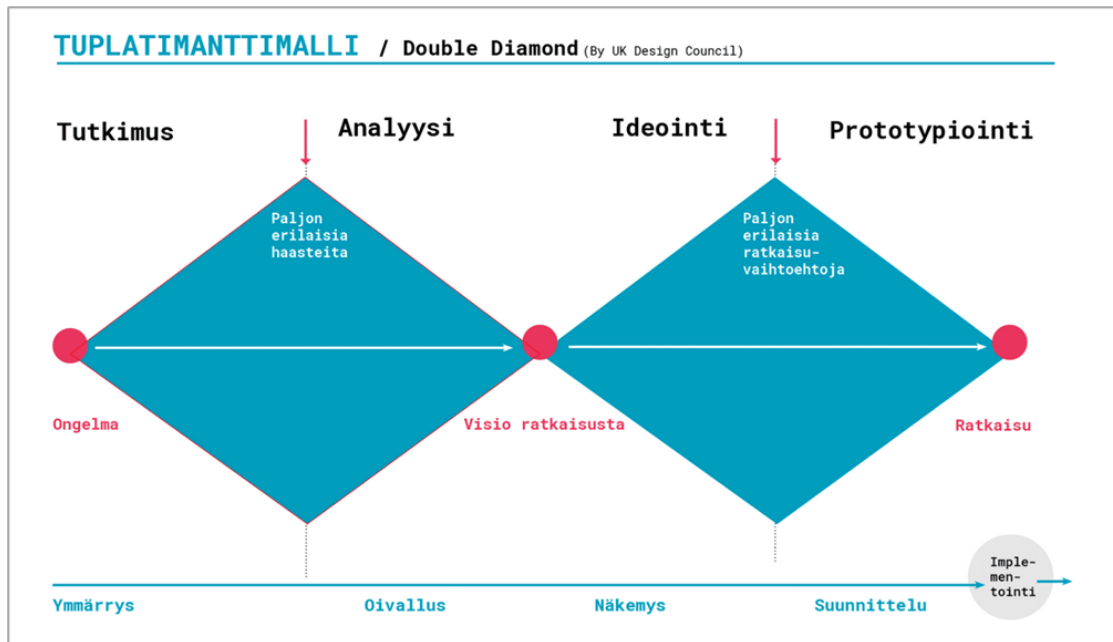 TUPLATIMANTTIMALLI / Double Diamond (By UK Design Council)
Tutkimus
Analyysi
Ideointi
Prototypiointi
Paljon
erilaisia
haasteita
Paljon
erilaisia
ratkaisu-
vaihtoehtoja
Ongelma
Visio ratkaisusta
Ratkaisu
Imple-
men-
tointi
Ymmärrys
Oivallus
Näkemys
Suunnittelu